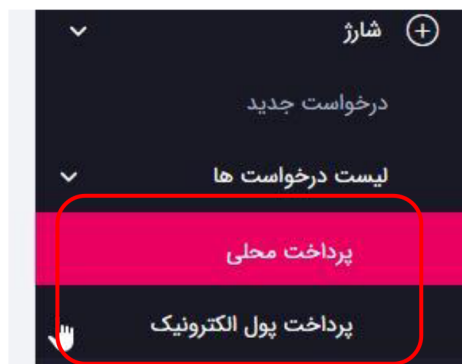 شارژ
درخواست جدید
لیست درخواست ها
پرداخت محلی
پرداخت پول الکترونیک